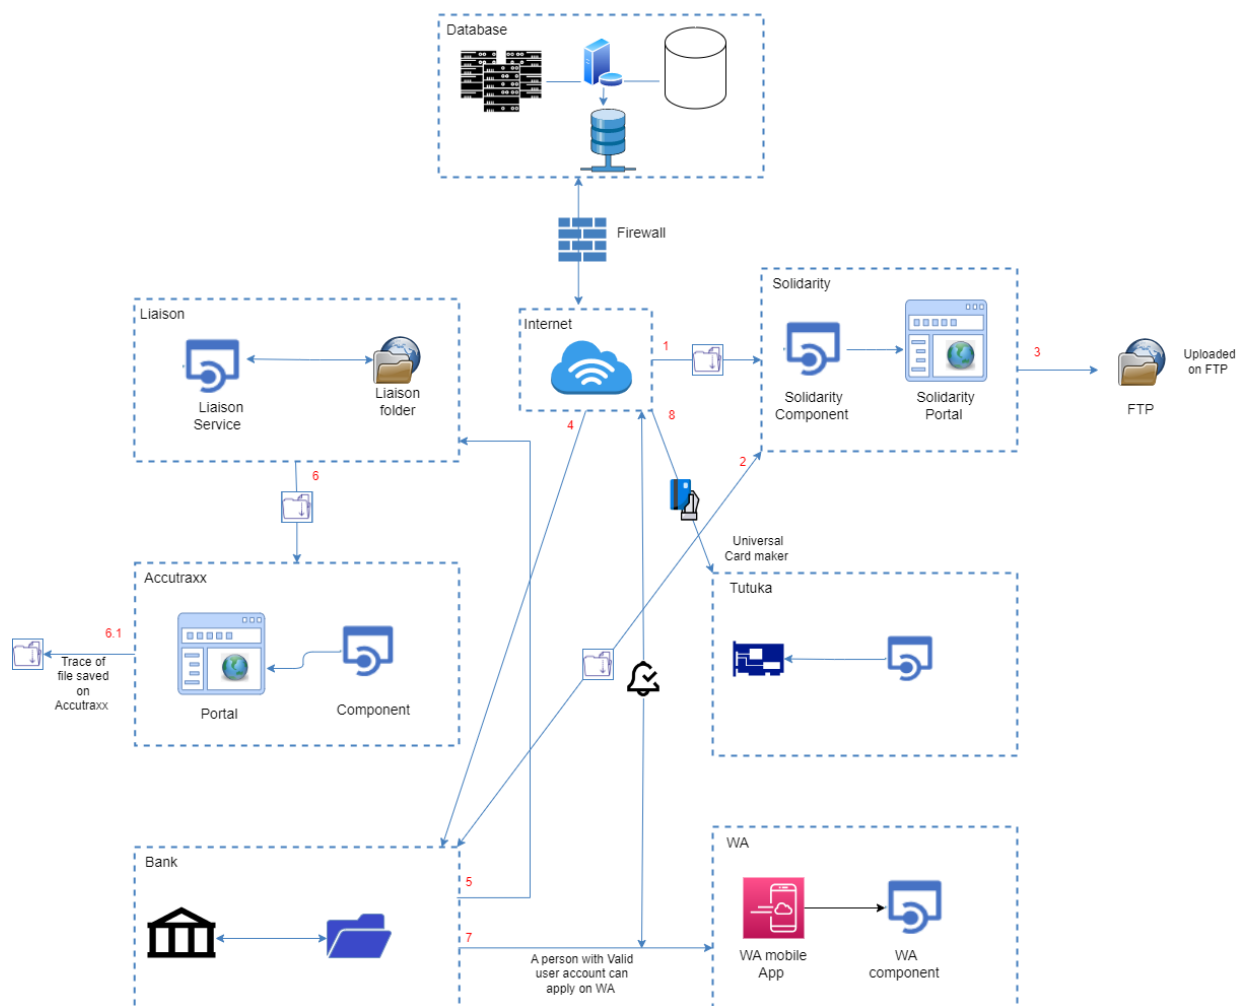 Database
Firewall
Solidarity
Liaison
Internet
1
3
Uploaded
on FTP
Liaison
folder
Liaison
Service
Solidarity
Component
Solidarity
Portal
FTP
4
8
2
6
Universal
Card maker
Accutraxx
Tutuka
6.1
Trace of
file saved
on
Accutraxx
Portal
Component
WA
Bank
5
7
A person with Valid
user account can
apply on WA
WA mobile
App
WA
component